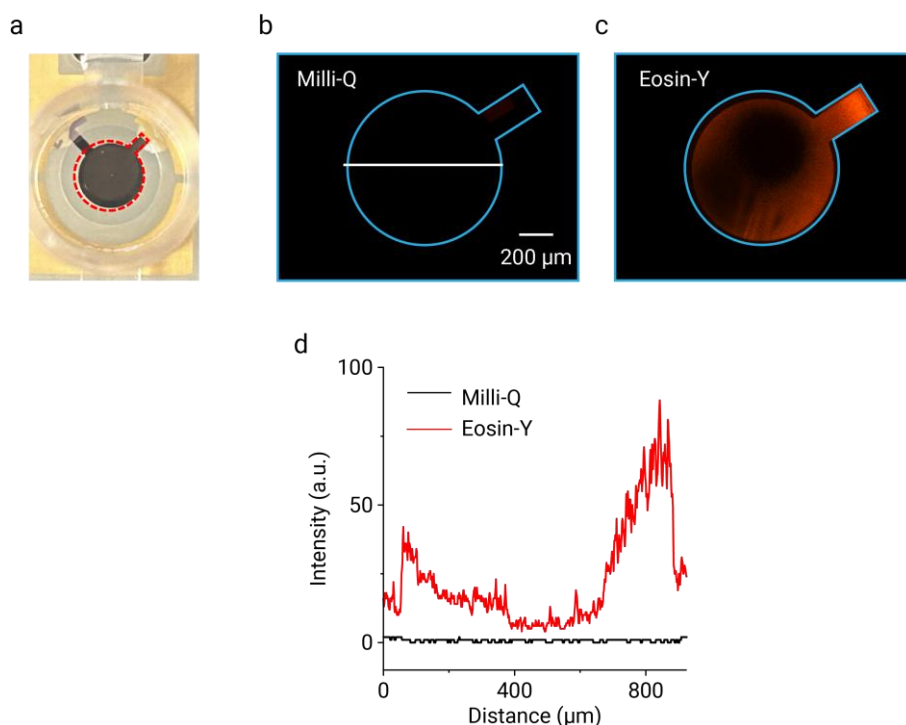 a
b
c
Milli-Q
Eosin-Y
200 μm
d
100
Milli-Q
Eosin-Y
50
Intensity (a.u.)
0
0
400
800
Distance (μm)